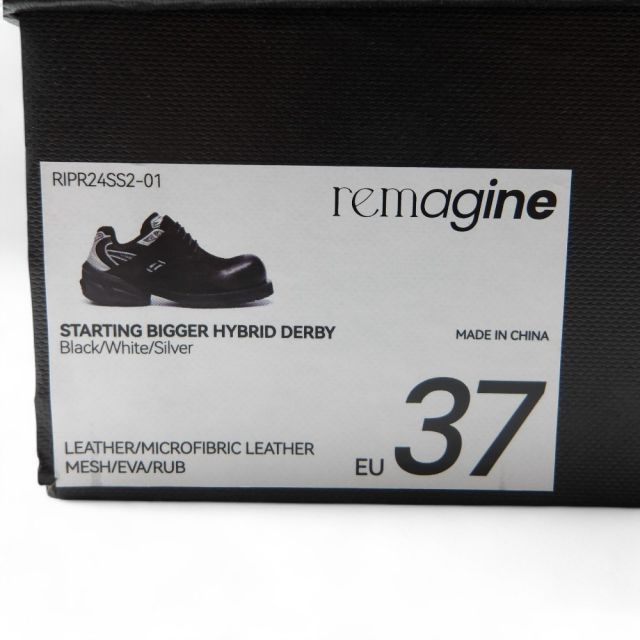 RIPR24SS2-01
remagine
STARTING BIGGER HYBRID DERBY
Black/White/Silver
MADE IN CHINA
LEATHER/MICROFIBRIC LEATHER
MESH/EVA/RUB
EU 37